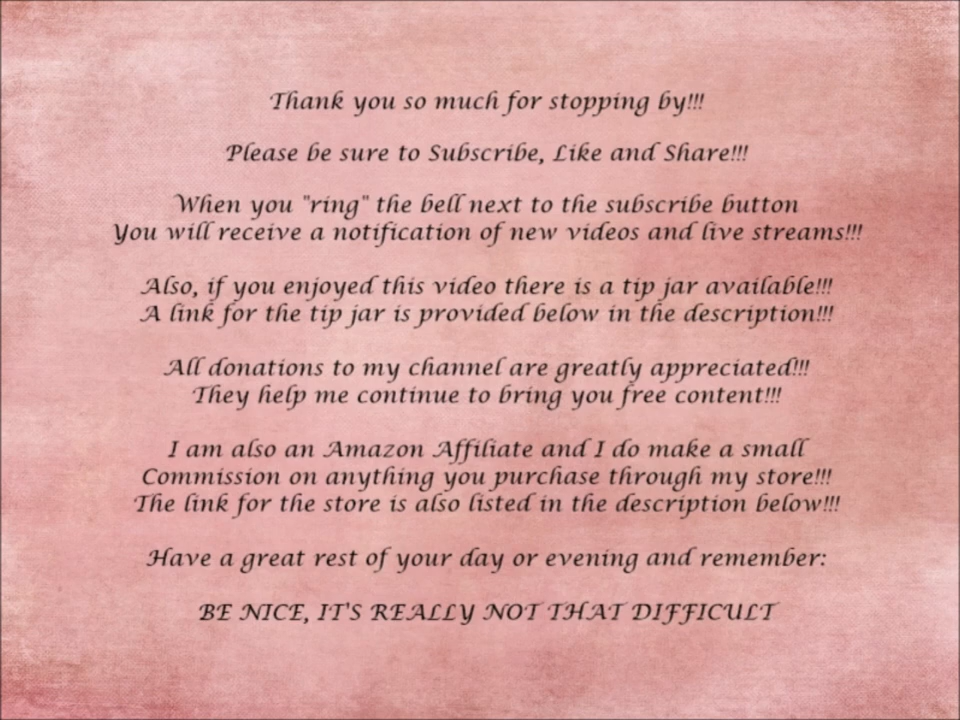 Thank you so much for stopping by!!!
Please be sure to Subscribe, Like and Share!!!
When you "ring" the bell next to the subscribe button
You will receive a notification of new videos and live streams!!!
Also, if you enjoyed this video there is a tip jar available!!!
A link for the tip jar is provided below in the description!!!
All donations to my channel are greatly appreciated!!!
They help me continue to bring you free content!!!
I am also an Amazon Affiliate and I do make a small
Commission on anything you purchase through my store!!!
The link for the store is also listed in the description below!!!
Have a great rest of your day or evening and remember:
BE NICE, IT'S REALLY NOT THAT DIFFICULT